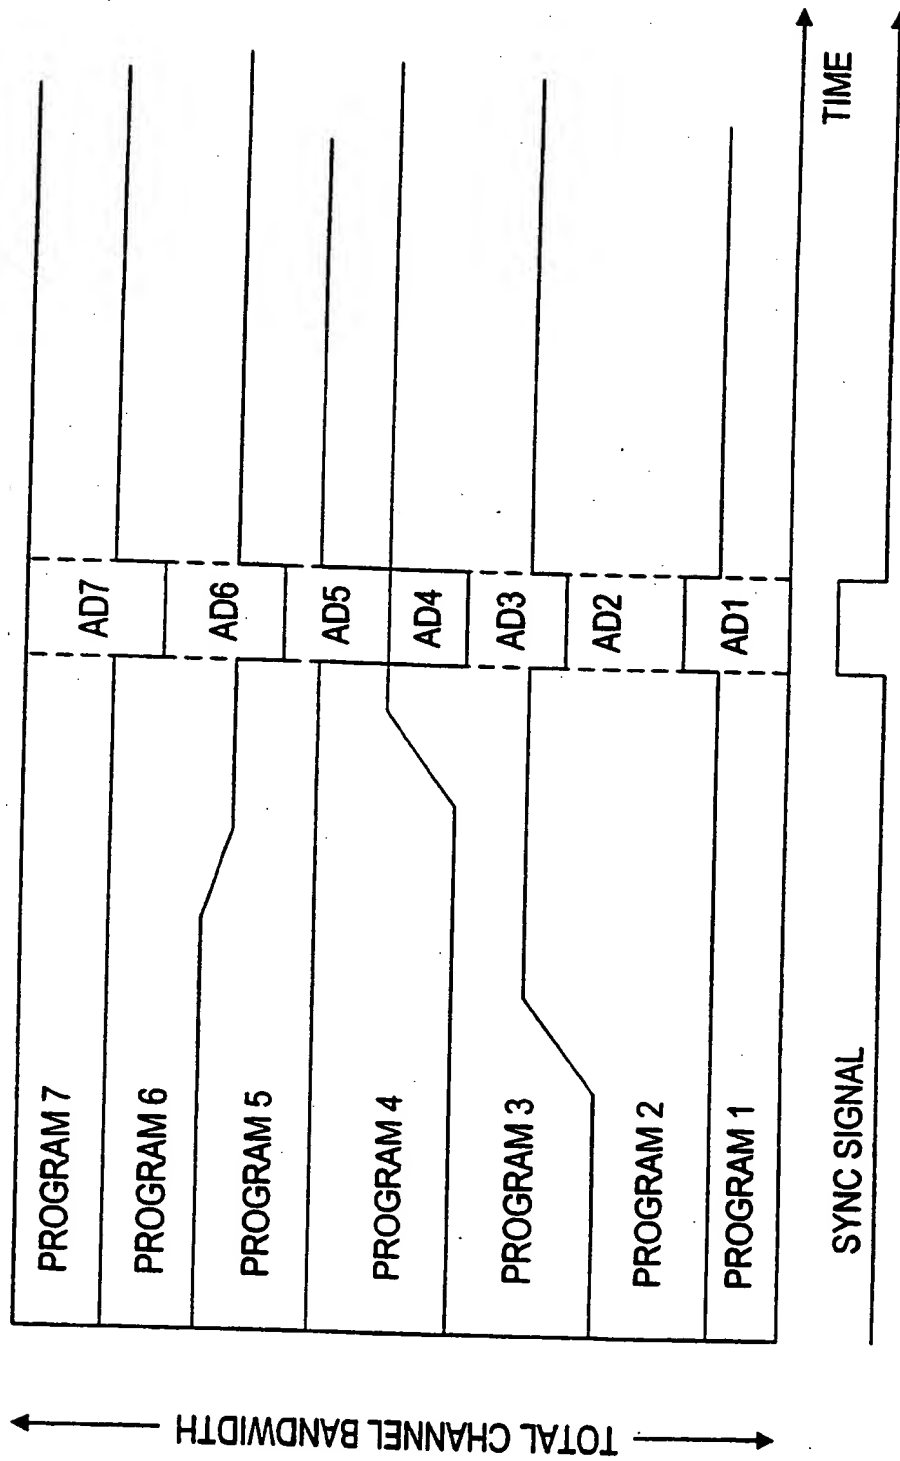 TOTAL CHANNEL BANDWIDTH
PROGRAM 7
PROGRAM 6
PROGRAM 5
PROGRAM 4
PROGRAM 3
PROGRAM 2
PROGRAM 1
AD7
AD6
AD5
AD4
AD3
AD2
AD1
TIME
SYNC SIGNAL